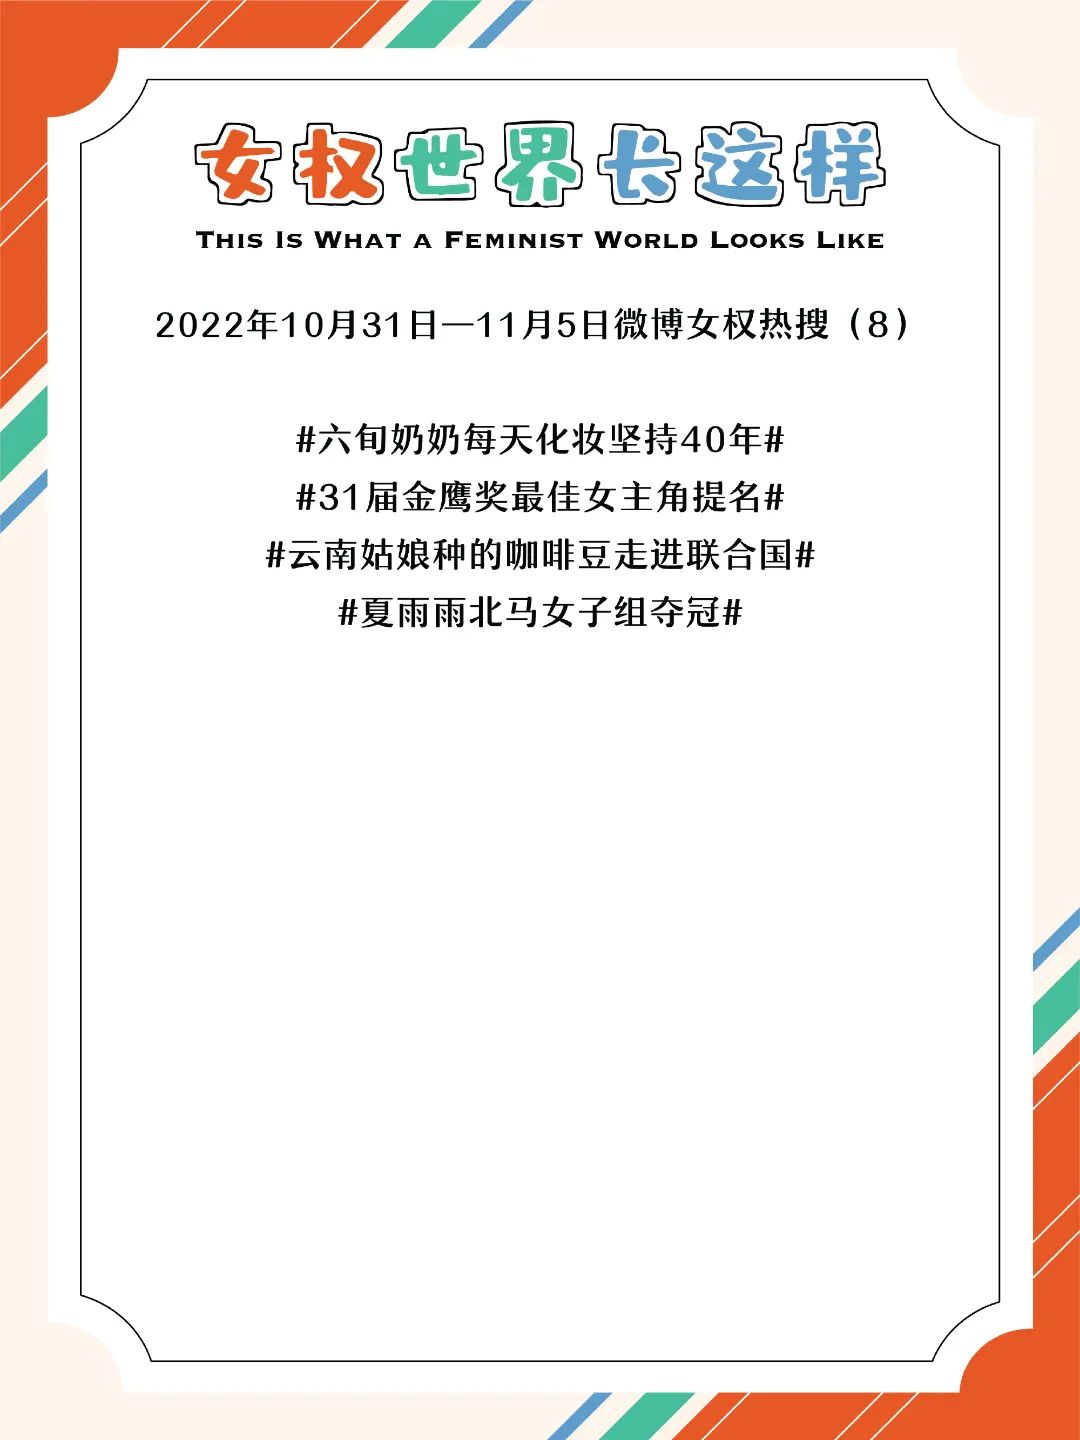 女权世界长这样
THIS IS WHAT A FEMINIST WORLD LOOKS LIKE
2022年10月31日—11月5日微博女权热搜（8）
#六旬奶奶每天化妆坚持40年#
#31届金鹰奖最佳女主角提名#
#云南姑娘种的咖啡豆走进联合国#
#夏雨雨北马女子组夺冠#